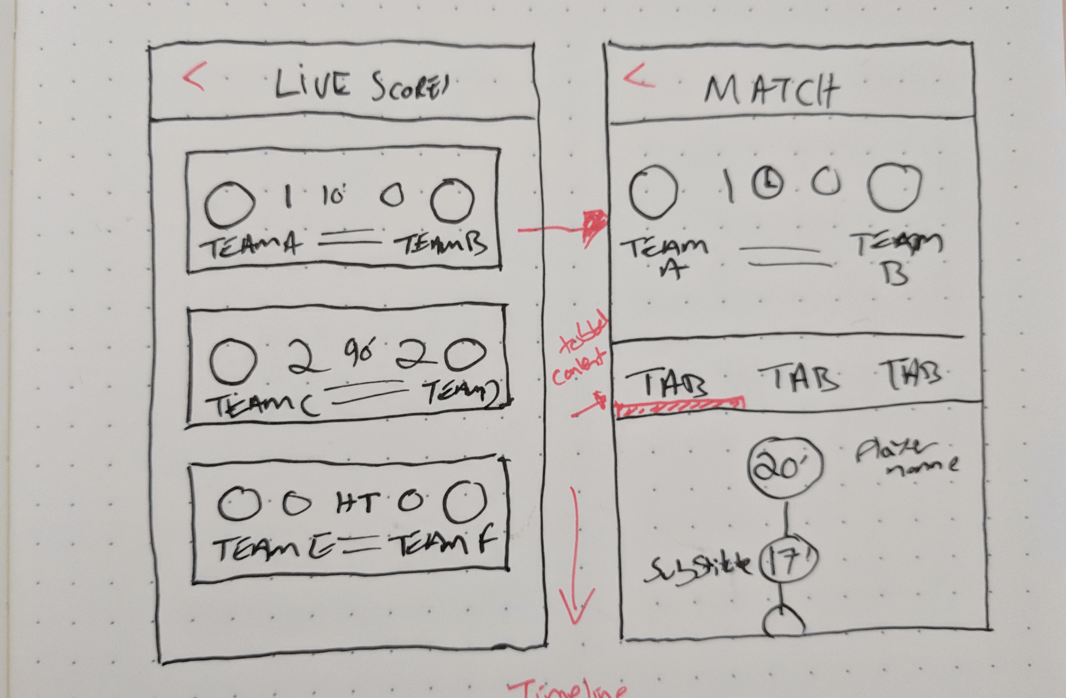 < LIVE SCORES
1 10' 0
TEAM A TEAM B
2 90' 2
TEAM C TEAM D
0 HT 0
TEAM E TEAM F
tabbed
content
Timeline
< MATCH
1 0
TEAM TEAM
A B
TAB TAB TAB
20' Player
name
Substitute 17'